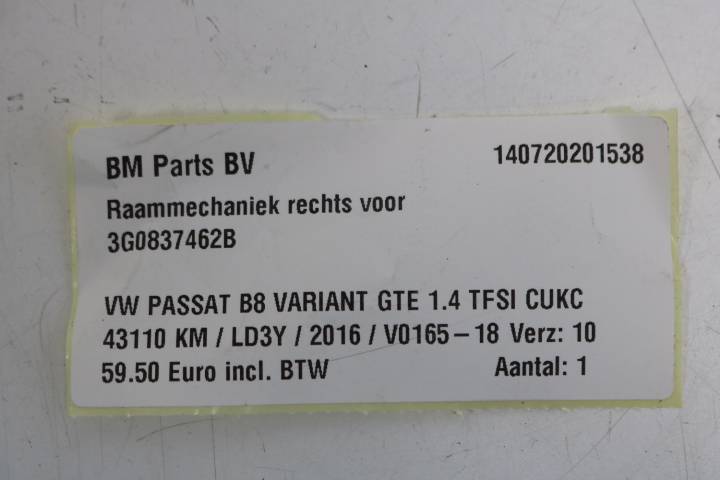 BM Parts BV 140720201538
Raammechaniek rechts voor
3G0837462B
VW PASSAT B8 VARIANT GTE 1.4 TFSI CUKC
43110 KM / LD3Y / 2016 / V0165-18 Verz: 10
59.50 Euro incl. BTW Aantal: 1